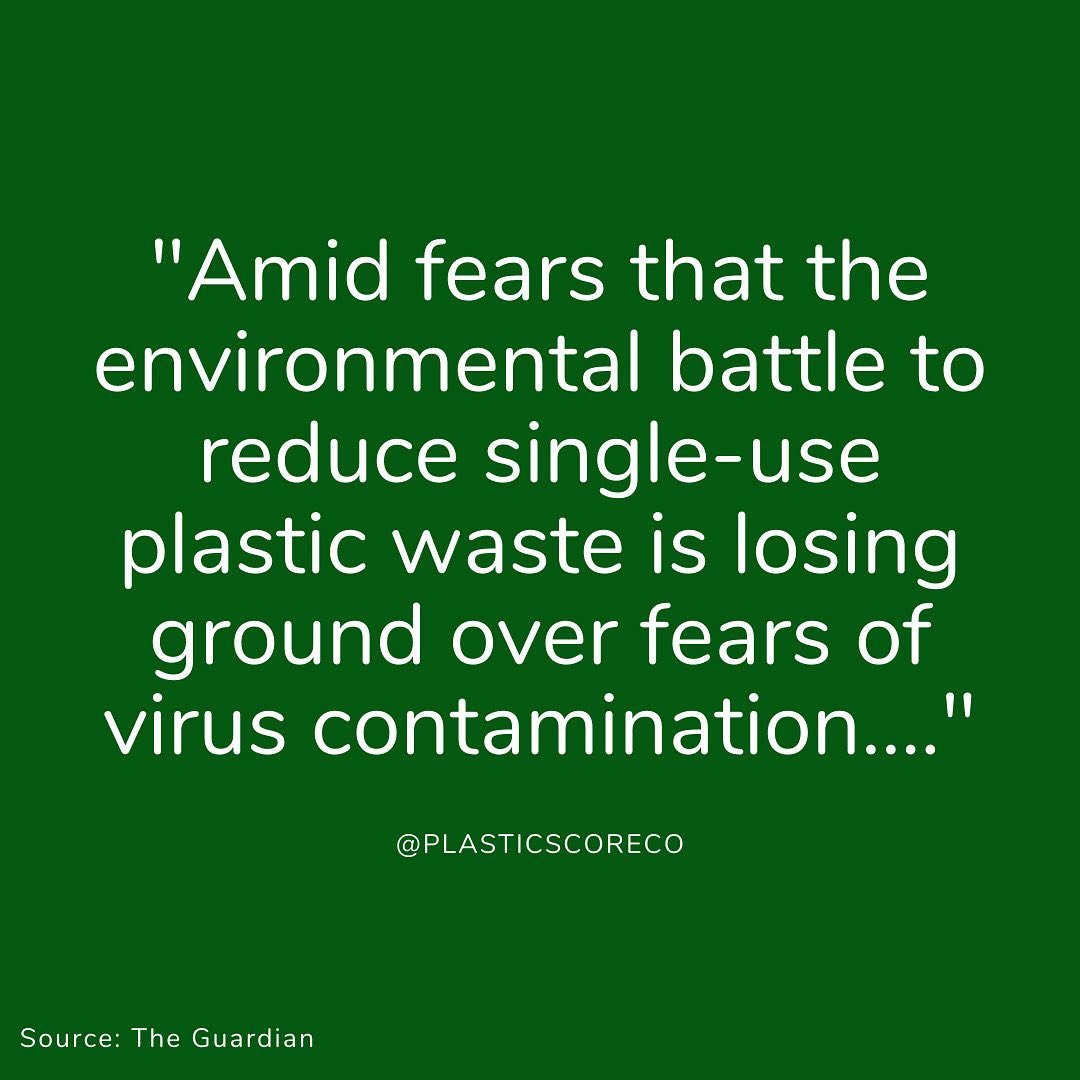 "Amid fears that the
environmental battle to
reduce single-use
plastic waste is losing
ground over fears of
virus contamination...."
@PLASTICSCORECO
Source: The Guardian